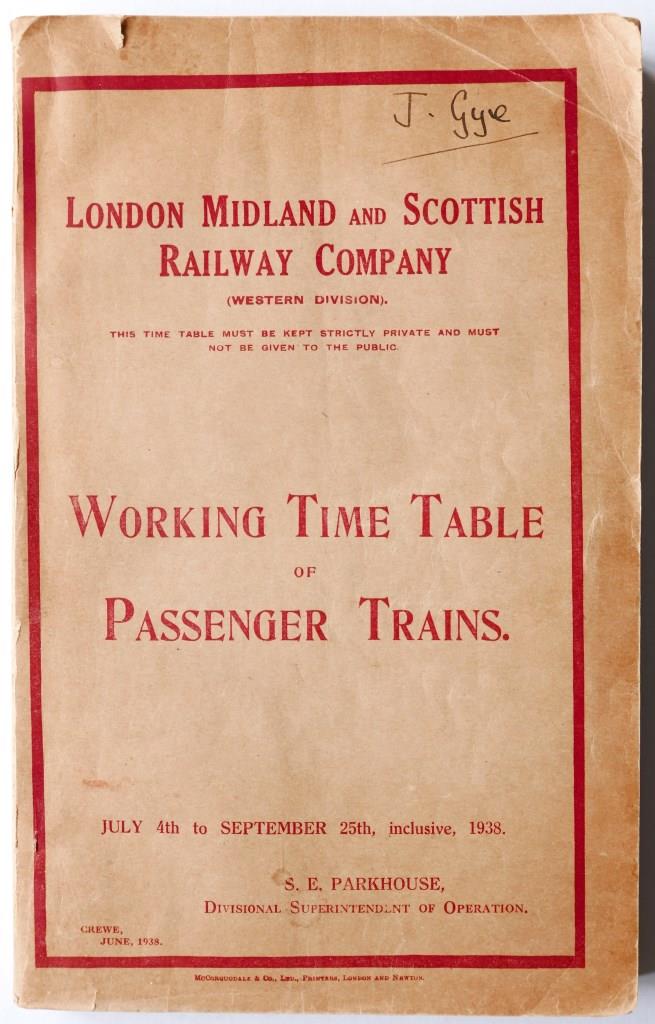 J. Gye
LONDON MIDLAND AND SCOTTISH
RAILWAY COMPANY
(WESTERN DIVISION).
THIS TIME TABLE MUST BE KEPT STRICTLY PRIVATE AND MUST
NOT BE GIVEN TO THE PUBLIC.
WORKING TIME TABLE
OF
PASSENGER TRAINS.
JULY 4th to SEPTEMBER 25th, inclusive, 1938.
S. E. PARKHOUSE,
DIVISIONAL SUPERINTENDENT OF OPERATION.
CREWE,
JUNE, 1938.
MCCORQUODALE & CO., LTD., PRINTERS, LONDON AND NEWTON.